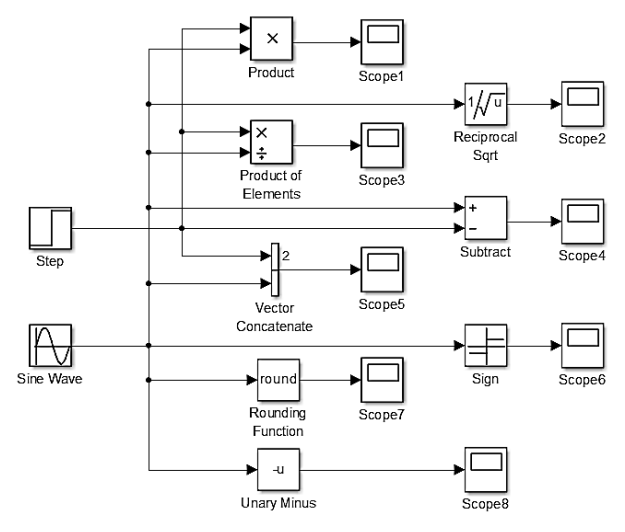 ×
Product
Scope1
1/√u
Reciprocal
Sqrt
Scope2
×
÷
Product of
Elements
Scope3
+
−
Subtract
Scope4
Step
2
Vector
Concatenate
Scope5
Sine Wave
Sign
Scope6
round
Rounding
Function
Scope7
-u
Unary Minus
Scope8